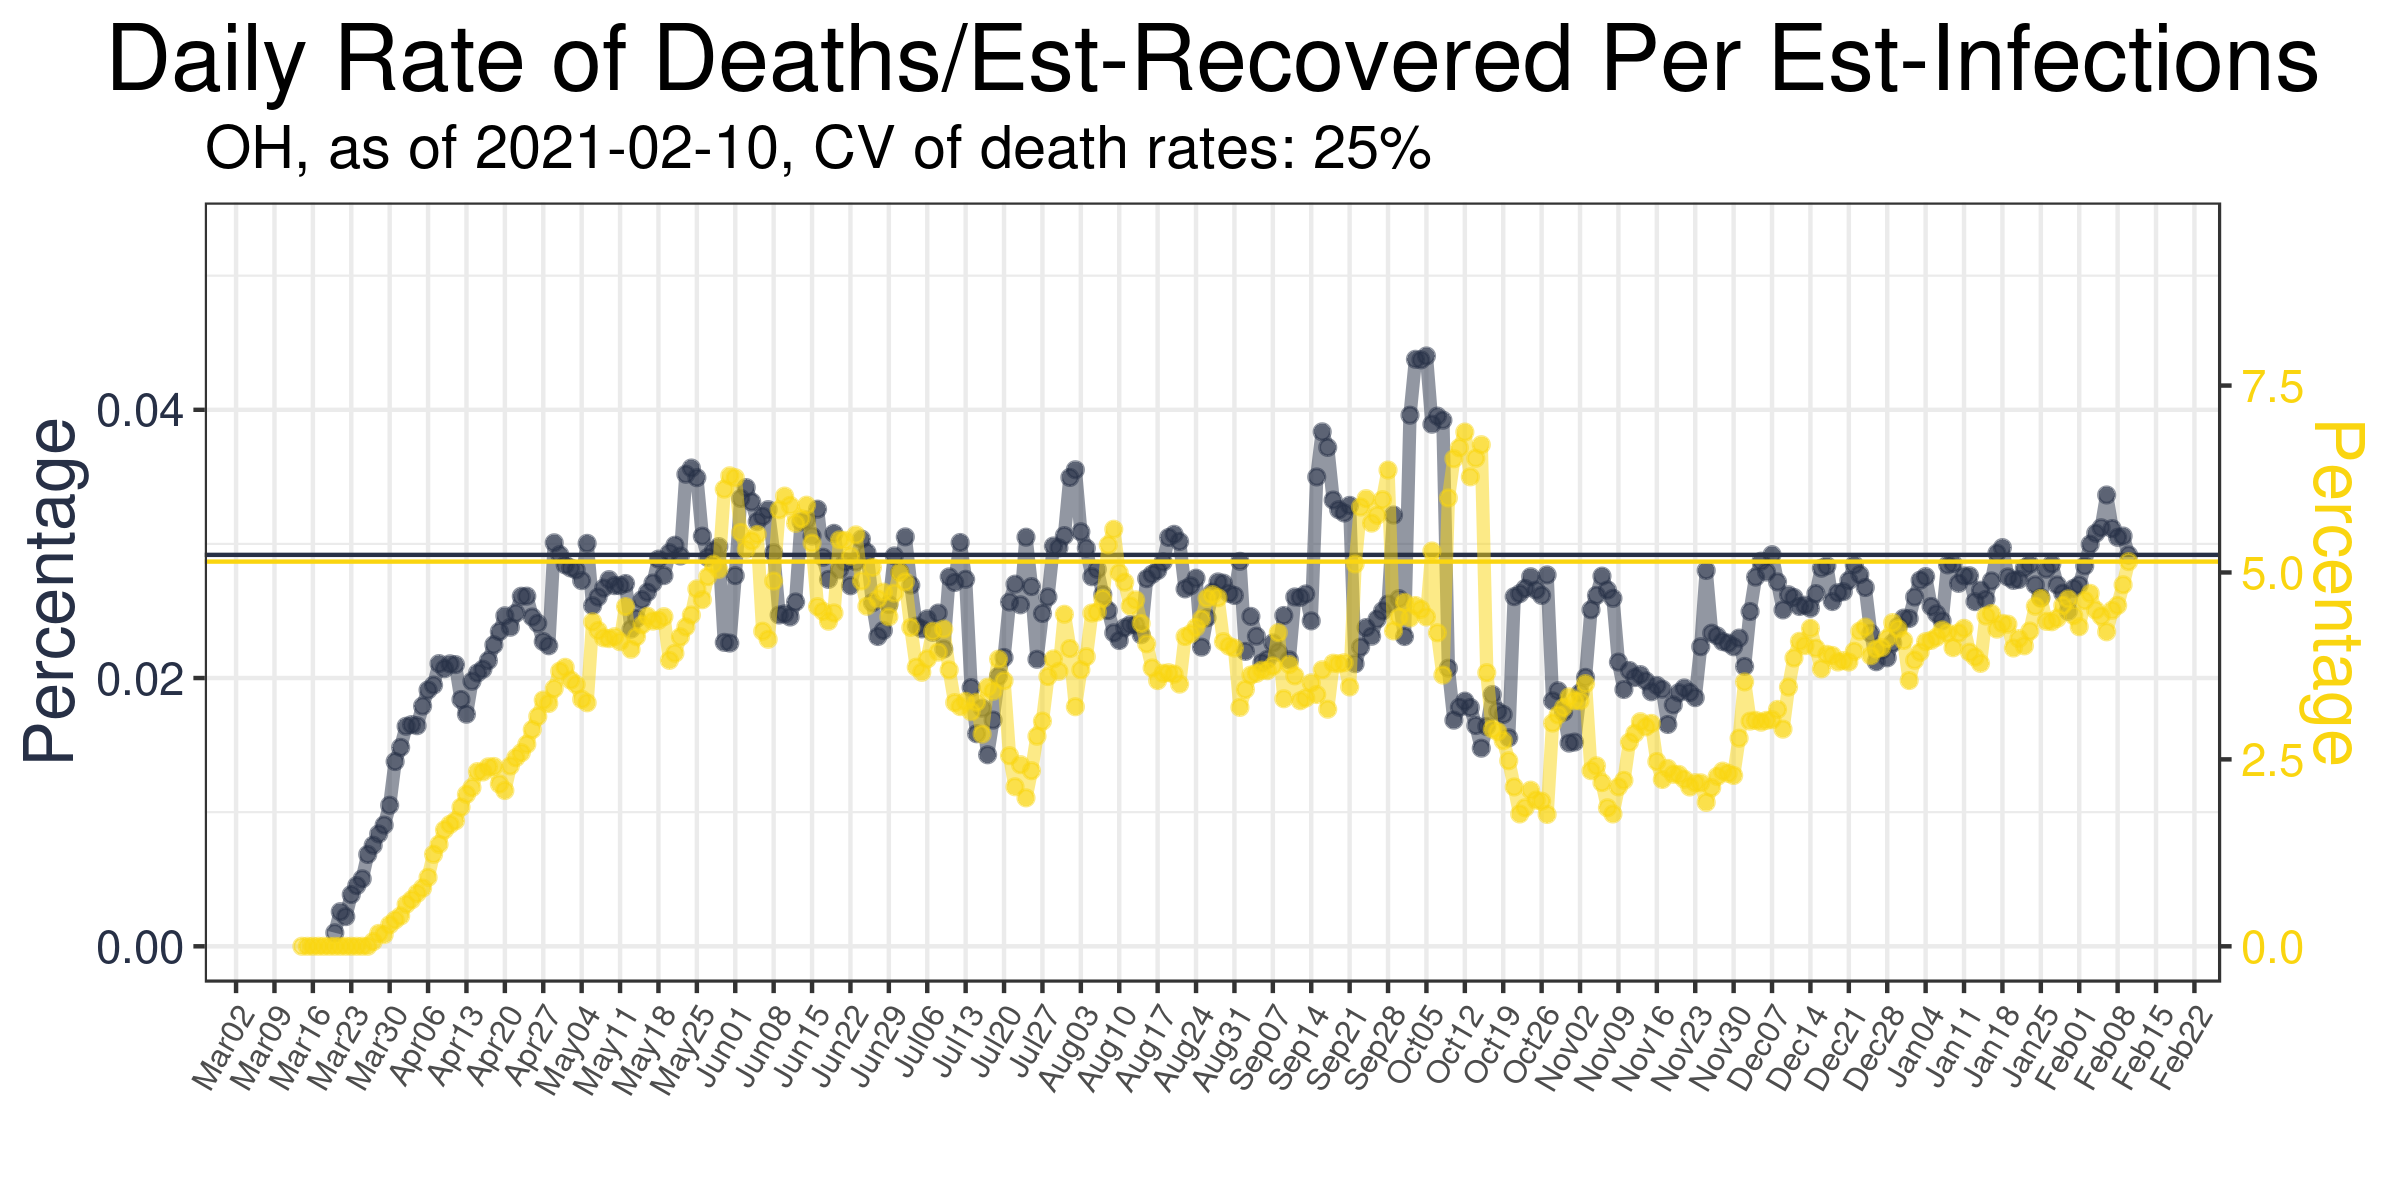 Daily Rate of Deaths/Est-Recovered Per Est-Infections
OH, as of 2021-02-10, CV of death rates: 25%
Percentage
0.04
0.02
0.00
7.5
5.0
2.5
0.0
Percentage
Mar02
Mar09
Mar16
Mar23
Mar30
Apr06
Apr13
Apr20
Apr27
May04
May11
May18
May25
Jun01
Jun08
Jun15
Jun22
Jun29
Jul06
Jul13
Jul20
Jul27
Aug03
Aug10
Aug17
Aug24
Aug31
Sep07
Sep14
Sep21
Sep28
Oct05
Oct12
Oct19
Oct26
Nov02
Nov09
Nov16
Nov23
Nov30
Dec07
Dec14
Dec21
Dec28
Jan04
Jan11
Jan18
Jan25
Feb01
Feb08
Feb15
Feb22